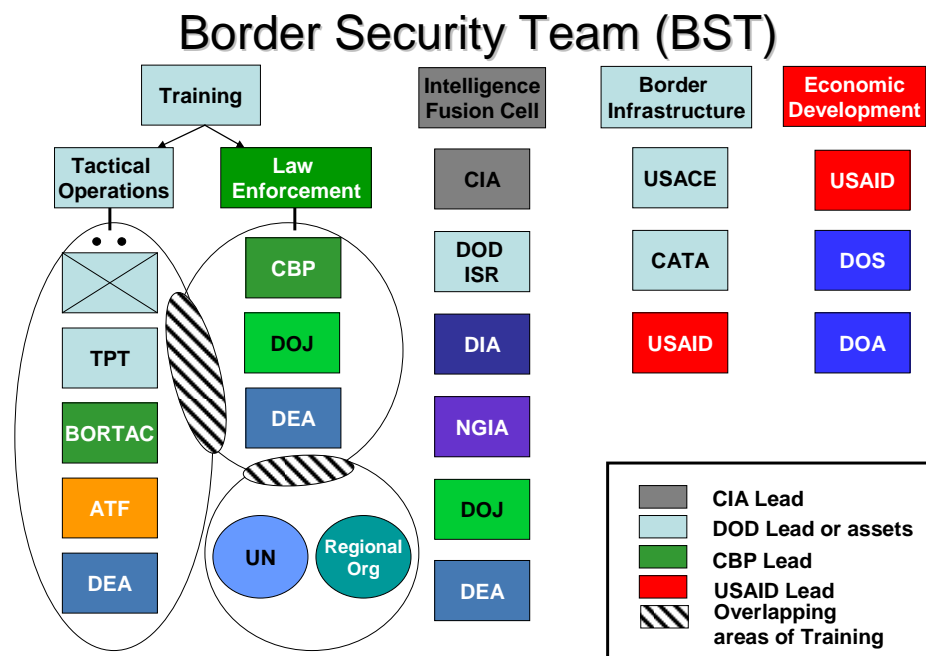 Border Security Team (BST)
Training
Intelligence
Fusion Cell
Border
Infrastructure
Economic
Development
Tactical
Operations
Law
Enforcement
TPT
BORTAC
ATF
DEA
CBP
DOJ
DEA
UN
Regional
Org
CIA
DOD
ISR
DIA
NGIA
DOJ
DEA
USACE
CATA
USAID
USAID
DOS
DOA
CIA Lead
DOD Lead or assets
CBP Lead
USAID Lead
Overlapping
areas of Training